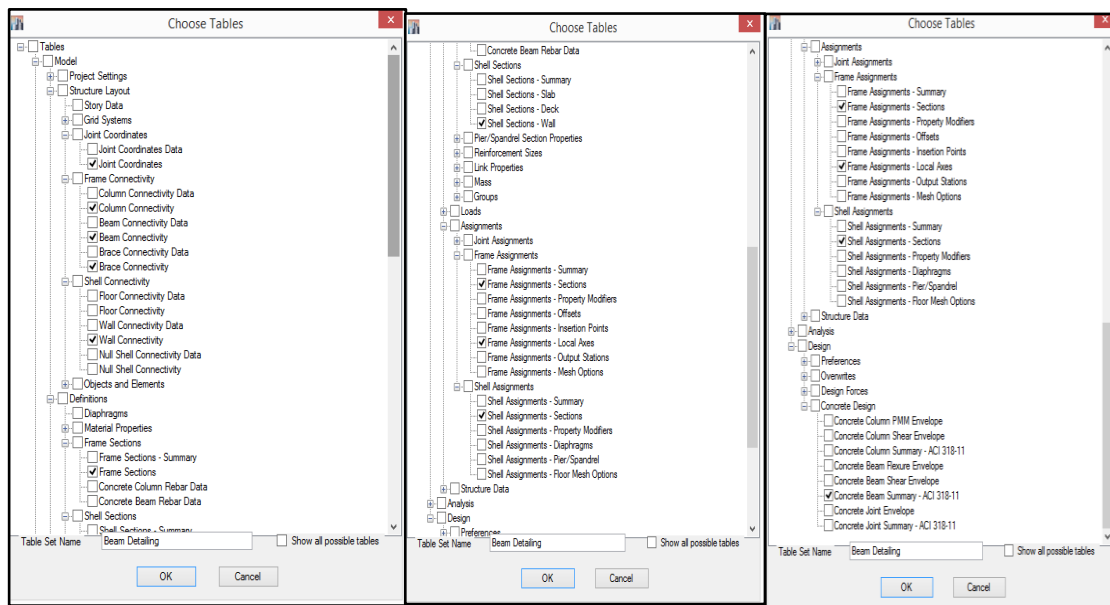 Choose Tables
x
Tables
Model
Project Settings
Structure Layout
Story Data
Grid Systems
Joint Coordinates
Joint Coordinates Data
Joint Coordinates
Frame Connectivity
Column Connectivity Data
Column Connectivity
Beam Connectivity Data
Beam Connectivity
Brace Connectivity Data
Brace Connectivity
Shell Connectivity
Floor Connectivity Data
Floor Connectivity
Wall Connectivity Data
Wall Connectivity
Null Shell Connectivity Data
Null Shell Connectivity
Objects and Elements
Definitions
Diaphragms
Material Properties
Frame Sections
Frame Sections - Summary
Frame Sections
Concrete Column Rebar Data
Concrete Beam Rebar Data
Shell Sections
Shell Sections - Summary
Table Set Name
Beam Detailing
Show all possible tables
OK
Cancel
Choose Tables
x
Concrete Beam Rebar Data
Shell Sections
Shell Sections - Summary
Shell Sections - Slab
Shell Sections - Deck
Shell Sections - Wall
Pier/Spandrel Section Properties
Reinforcement Sizes
Link Properties
Mass
Groups
Loads
Assignments
Joint Assignments
Frame Assignments
Frame Assignments - Summary
Frame Assignments - Sections
Frame Assignments - Property Modifiers
Frame Assignments - Offsets
Frame Assignments - Insertion Points
Frame Assignments - Local Axes
Frame Assignments - Output Stations
Frame Assignments - Mesh Options
Shell Assignments
Shell Assignments - Summary
Shell Assignments - Sections
Shell Assignments - Property Modifiers
Shell Assignments - Diaphragms
Shell Assignments - Pier/Spandrel
Shell Assignments - Floor Mesh Options
Structure Data
Analysis
Design
Preferences
Table Set Name
Beam Detailing
Show all possible tables
OK
Cancel
Choose Tables
x
Assignments
Joint Assignments
Frame Assignments
Frame Assignments - Summary
Frame Assignments - Sections
Frame Assignments - Property Modifiers
Frame Assignments - Offsets
Frame Assignments - Insertion Points
Frame Assignments - Local Axes
Frame Assignments - Output Stations
Frame Assignments - Mesh Options
Shell Assignments
Shell Assignments - Summary
Shell Assignments - Sections
Shell Assignments - Property Modifiers
Shell Assignments - Diaphragms
Shell Assignments - Pier/Spandrel
Shell Assignments - Floor Mesh Options
Structure Data
Analysis
Design
Preferences
Overwrites
Design Forces
Concrete Design
Concrete Column PMM Envelope
Concrete Column Shear Envelope
Concrete Column Summary - ACI 318-11
Concrete Beam Flexure Envelope
Concrete Beam Shear Envelope
Concrete Beam Summary - ACI 318-11
Concrete Joint Envelope
Concrete Joint Summary - ACI 318-11
Table Set Name
Beam Detailing
Show all possible tables
OK
Cancel